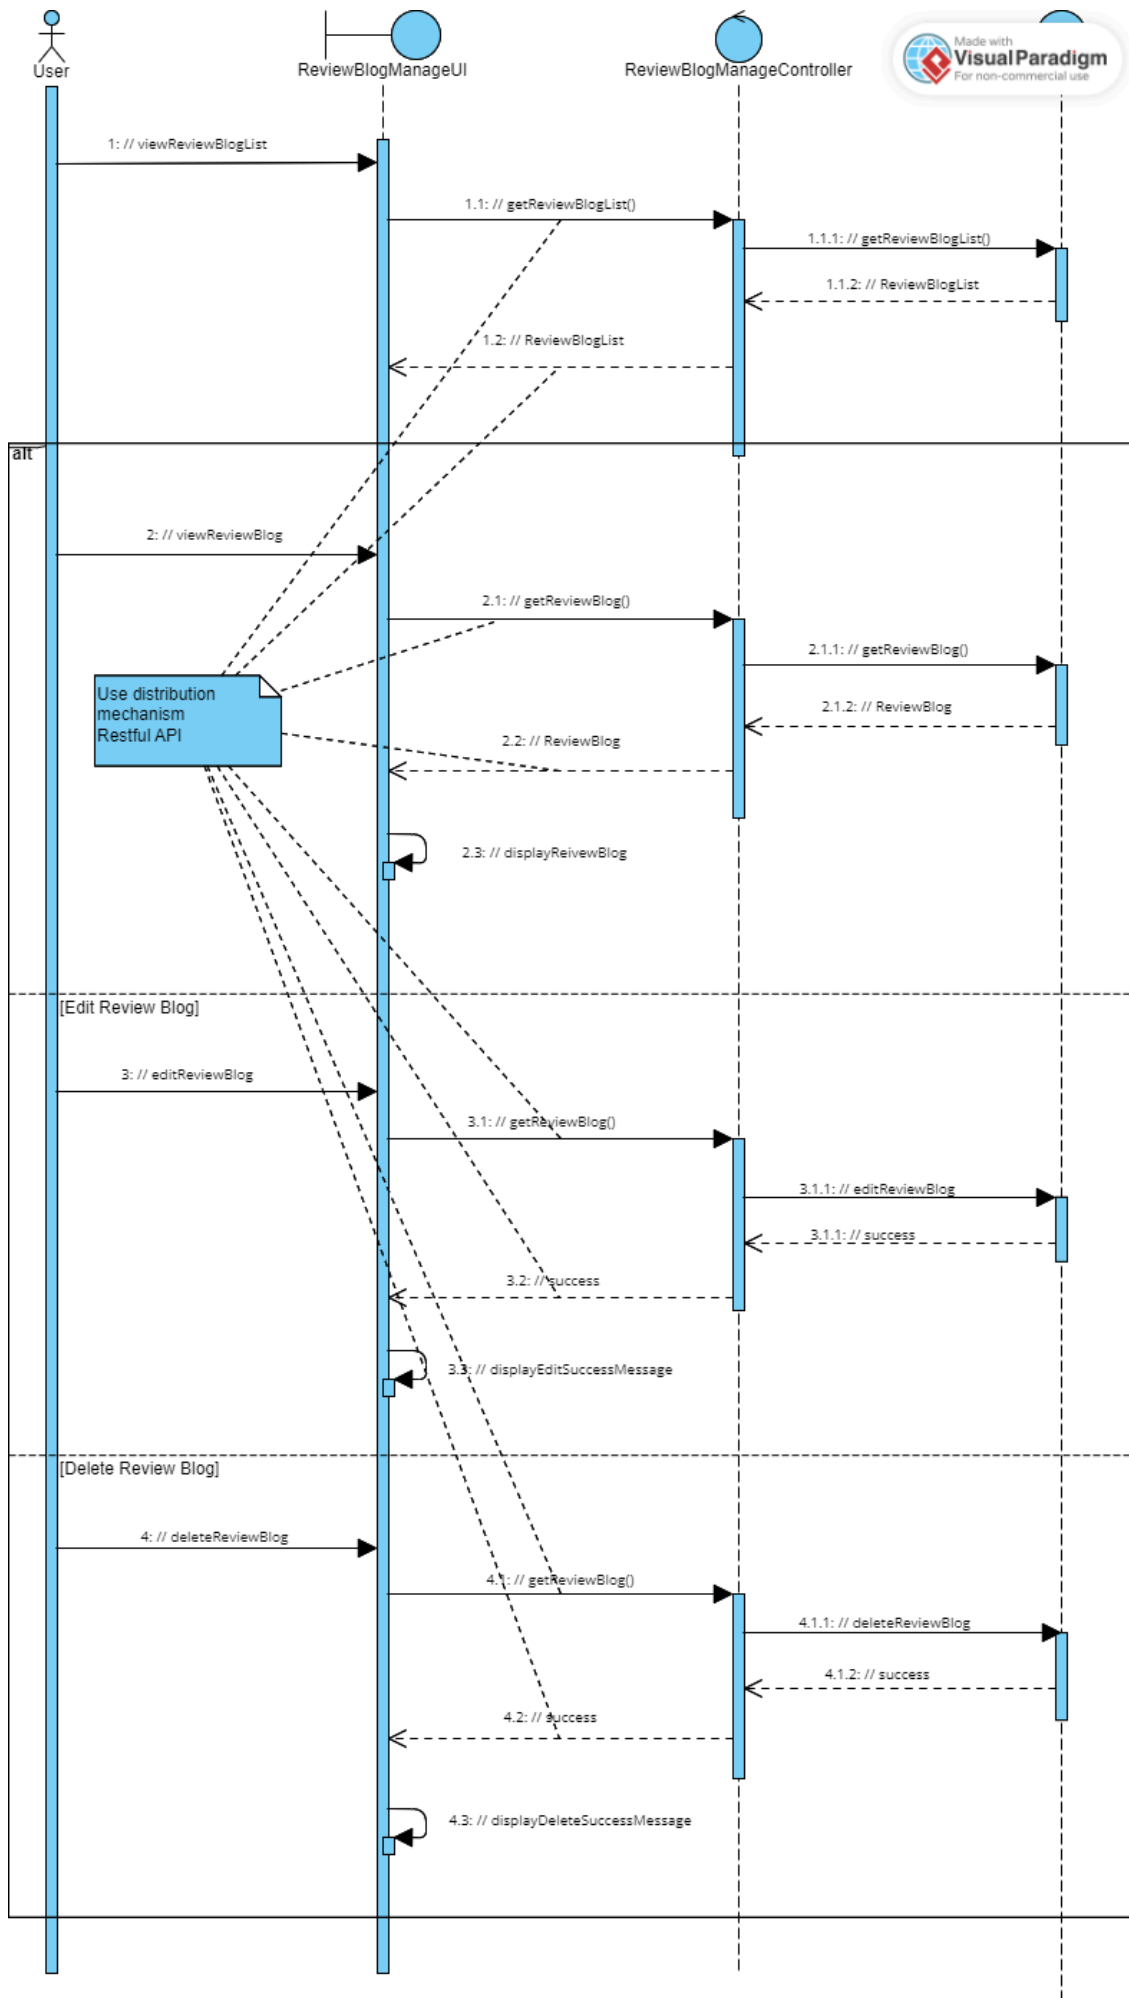 Made with
Visual Paradigm
For non-commercial use
User
ReviewBlogManageUI
ReviewBlogManageController
1: // viewReviewBlogList
1.1: // getReviewBlogList()
1.1.1: // getReviewBlogList()
1.1.2: // ReviewBlogList
1.2: // ReviewBlogList
alt
2: // viewReviewBlog
2.1: // getReviewBlog()
2.1.1: // getReviewBlog()
Use distribution
mechanism
Restful API
2.1.2: // ReviewBlog
2.2: // ReviewBlog
2.3: // displayReivewBlog
[Edit Review Blog]
3: // editReviewBlog
3.1: // getReviewBlog()
3.1.1: // editReviewBlog
3.1.1: // success
3.2: // success
3.3: // displayEditSuccessMessage
[Delete Review Blog]
4: // deleteReviewBlog
4.1: // getReviewBlog()
4.1.1: // deleteReviewBlog
4.1.2: // success
4.2: // success
4.3: // displayDeleteSuccessMessage